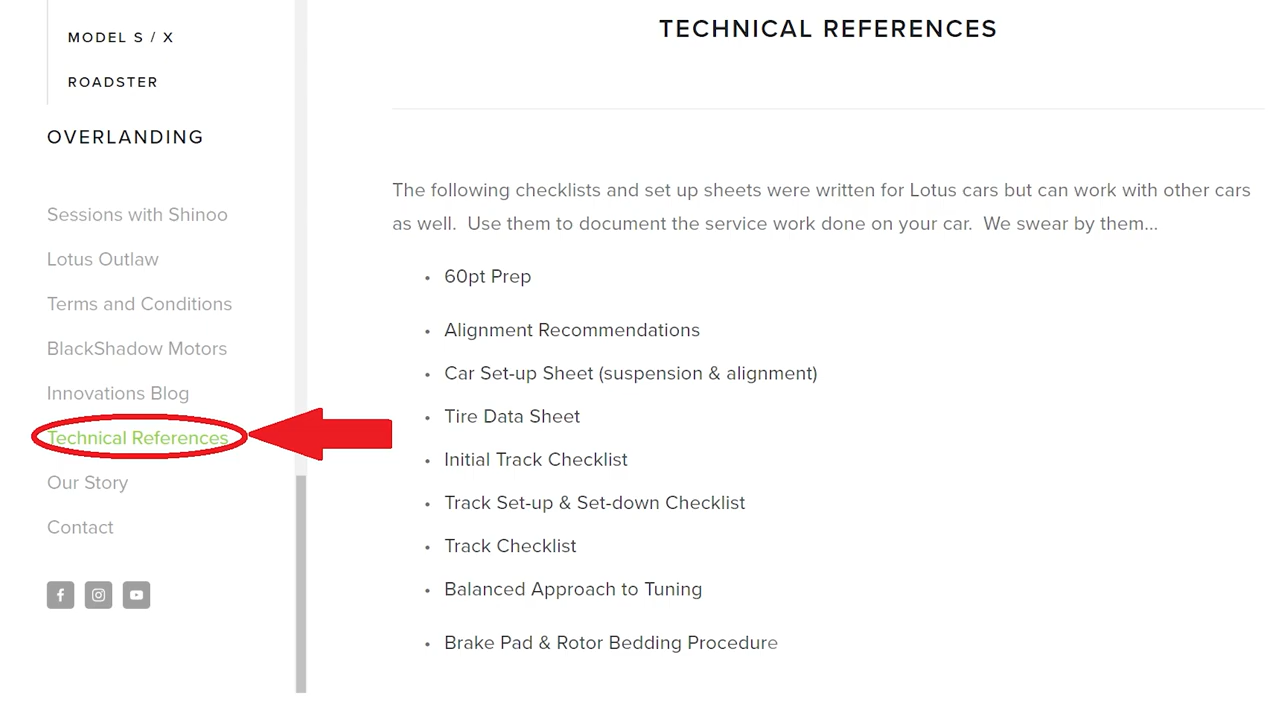 MODEL S / X
ROADSTER
OVERLANDING
Sessions with Shinoo
Lotus Outlaw
Terms and Conditions
BlackShadow Motors
Innovations Blog
Technical References
Our Story
Contact
TECHNICAL REFERENCES
The following checklists and set up sheets were written for Lotus cars but can work with other cars
as well.  Use them to document the service work done on your car.  We swear by them...
• 60pt Prep
• Alignment Recommendations
• Car Set-up Sheet (suspension & alignment)
• Tire Data Sheet
• Initial Track Checklist
• Track Set-up & Set-down Checklist
• Track Checklist
• Balanced Approach to Tuning
• Brake Pad & Rotor Bedding Procedure